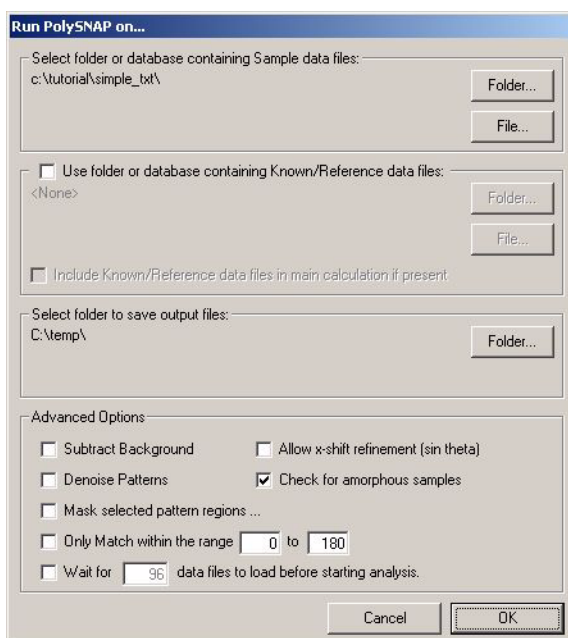 Run PolySNAP on...
Select folder or database containing Sample data files:
c:\tutorial\simple_txt\
Folder...
File...
Use folder or database containing Known/Reference data files:
<None>
Folder...
File...
Include Known/Reference data files in main calculation if present
Select folder to save output files:
C:\temp\
Folder...
Advanced Options
Subtract Background Allow x-shift refinement (sin theta)
Denoise Patterns Check for amorphous samples
Mask selected pattern regions ...
Only Match within the range 0 to 180
Wait for 96 data files to load before starting analysis.
Cancel OK